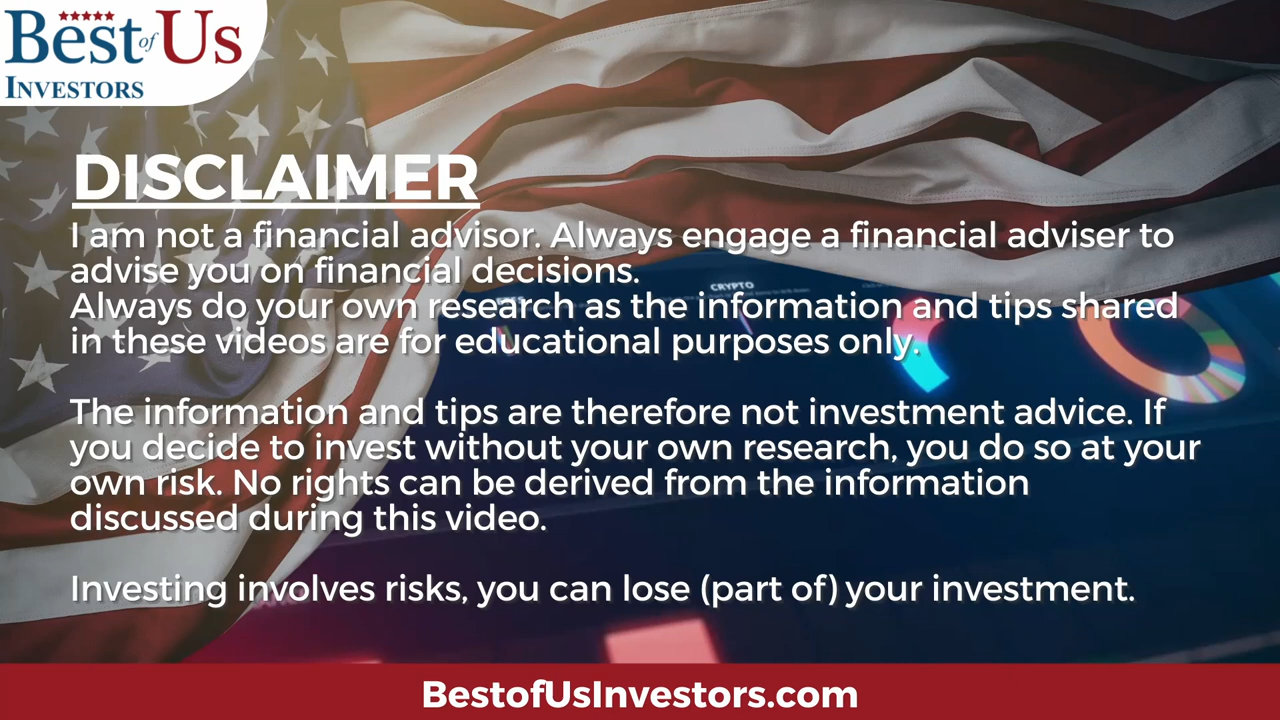 Best of Us
INVESTORS
DISCLAIMER
I am not a financial advisor. Always engage a financial adviser to
advise you on financial decisions.
Always do your own research as the information and tips shared
in these videos are for educational purposes only.
The information and tips are therefore not investment advice. If
you decide to invest without your own research, you do so at your
own risk. No rights can be derived from the information
discussed during this video.
Investing involves risks, you can lose (part of) your investment.
CRYPTO
BestofUsInvestors.com